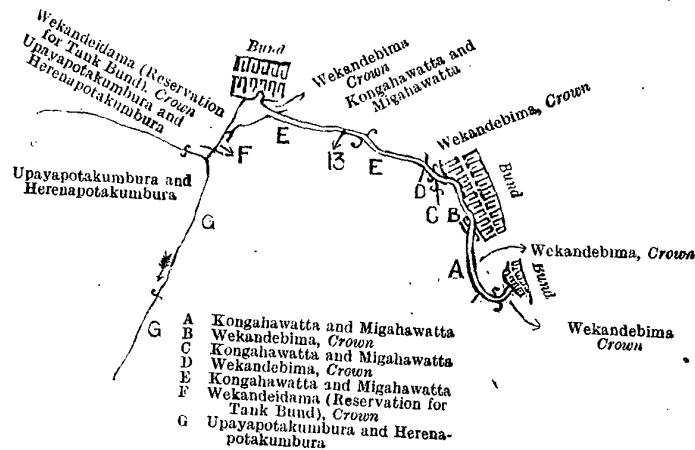 Wekandeidama (Reservation
for Tank Bund), Crown
Upayapotakumbura and
Herenapotakumbura
Bund
Wekandebima
Crown
Kongahawatta and
Migahawatta
Wekandebima, Crown
Bund
E
13
E
F
D
C
B
Upayapotakumbura and
Herenapotakumbura
G
A
Wekandebima, Crown
Bund
Wekandebima
Crown
G
A Kongahawatta and Migahawatta
B Wekandebima, Crown
C Kongahawatta and Migahawatta
D Wekandebima, Crown
E Kongahawatta and Migahawatta
F Wekandeidama (Reservation for
Tank Bund), Crown
G Upayapotakumbura and Herena-
potakumbura